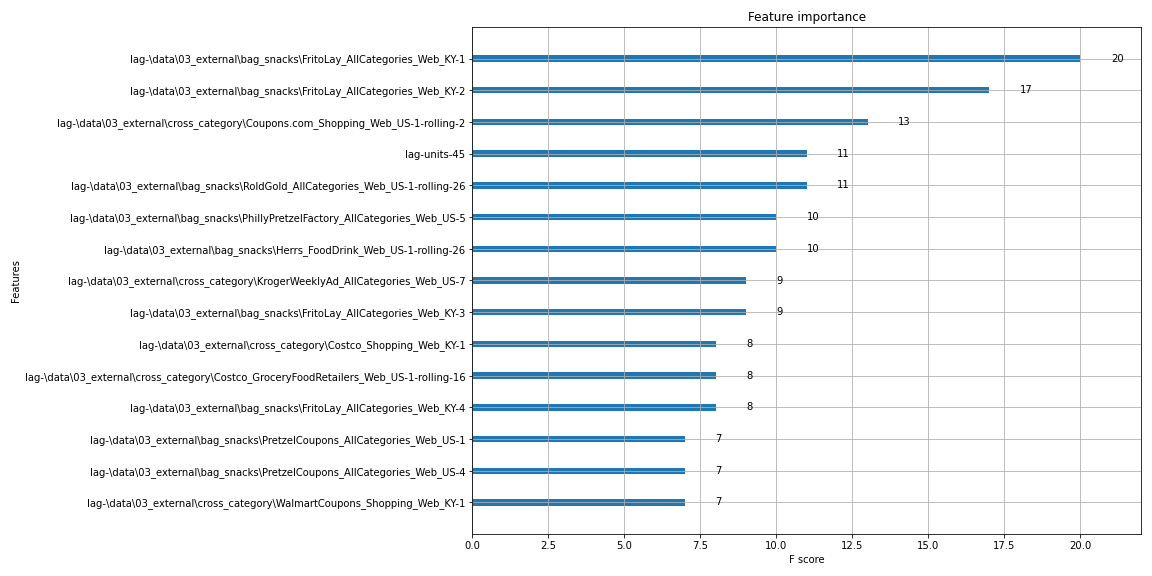 Feature importance
Features
lag-\data\03_external\bag_snacks\FritoLay_AllCategories_Web_KY-1 20
lag-\data\03_external\bag_snacks\FritoLay_AllCategories_Web_KY-2 17
lag-\data\03_external\cross_category\Coupons.com_Shopping_Web_US-1-rolling-2 13
lag-units-45 11
lag-\data\03_external\bag_snacks\RoldGold_AllCategories_Web_US-1-rolling-26 11
lag-\data\03_external\bag_snacks\PhillyPretzelFactory_AllCategories_Web_US-5 10
lag-\data\03_external\bag_snacks\Herrs_FoodDrink_Web_US-1-rolling-26 10
lag-\data\03_external\cross_category\KrogerWeeklyAd_AllCategories_Web_US-7 9
lag-\data\03_external\bag_snacks\FritoLay_AllCategories_Web_KY-3 9
lag-\data\03_external\cross_category\Costco_Shopping_Web_KY-1 8
lag-\data\03_external\cross_category\Costco_GroceryFoodRetailers_Web_US-1-rolling-16 8
lag-\data\03_external\bag_snacks\FritoLay_AllCategories_Web_KY-4 8
lag-\data\03_external\bag_snacks\PretzelCoupons_AllCategories_Web_US-1 7
lag-\data\03_external\bag_snacks\PretzelCoupons_AllCategories_Web_US-4 7
lag-\data\03_external\cross_category\WalmartCoupons_Shopping_Web_KY-1 7
0.0 2.5 5.0 7.5 10.0 12.5 15.0 17.5 20.0
F score